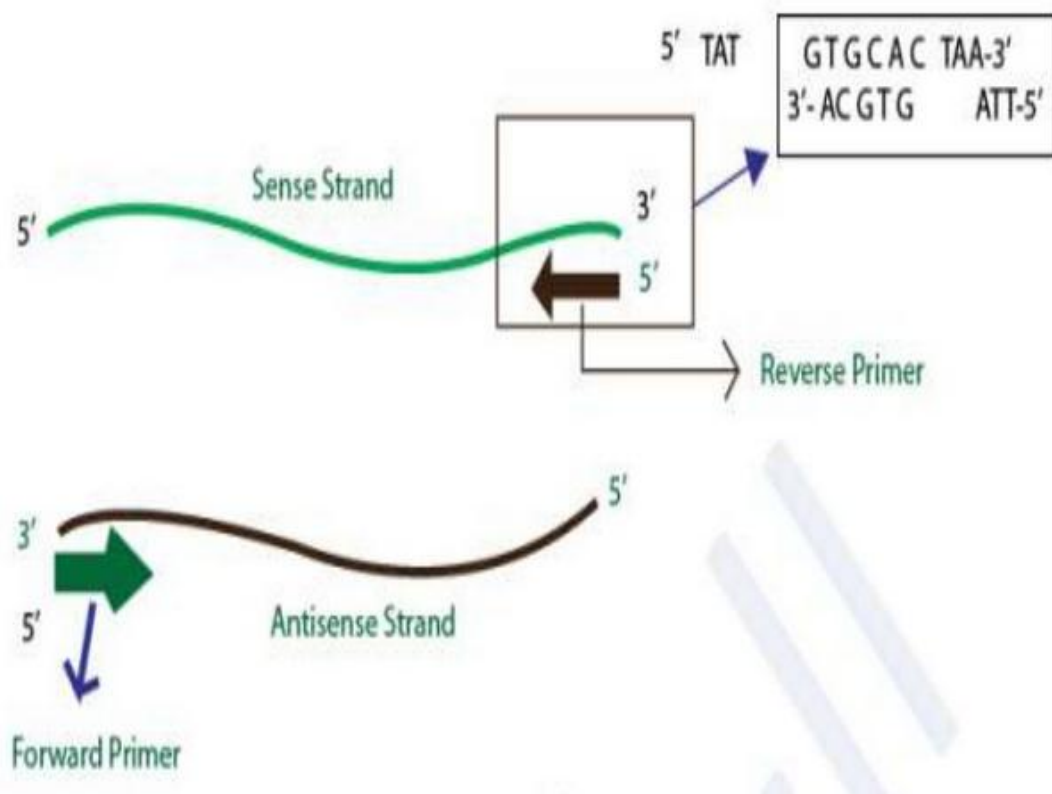 5' TAT GTGCAC TAA-3'
3'- ACGTG ATT-5'
Sense Strand
5'
3'
5'
Reverse Primer
3'
5'
5'
Antisense Strand
Forward Primer